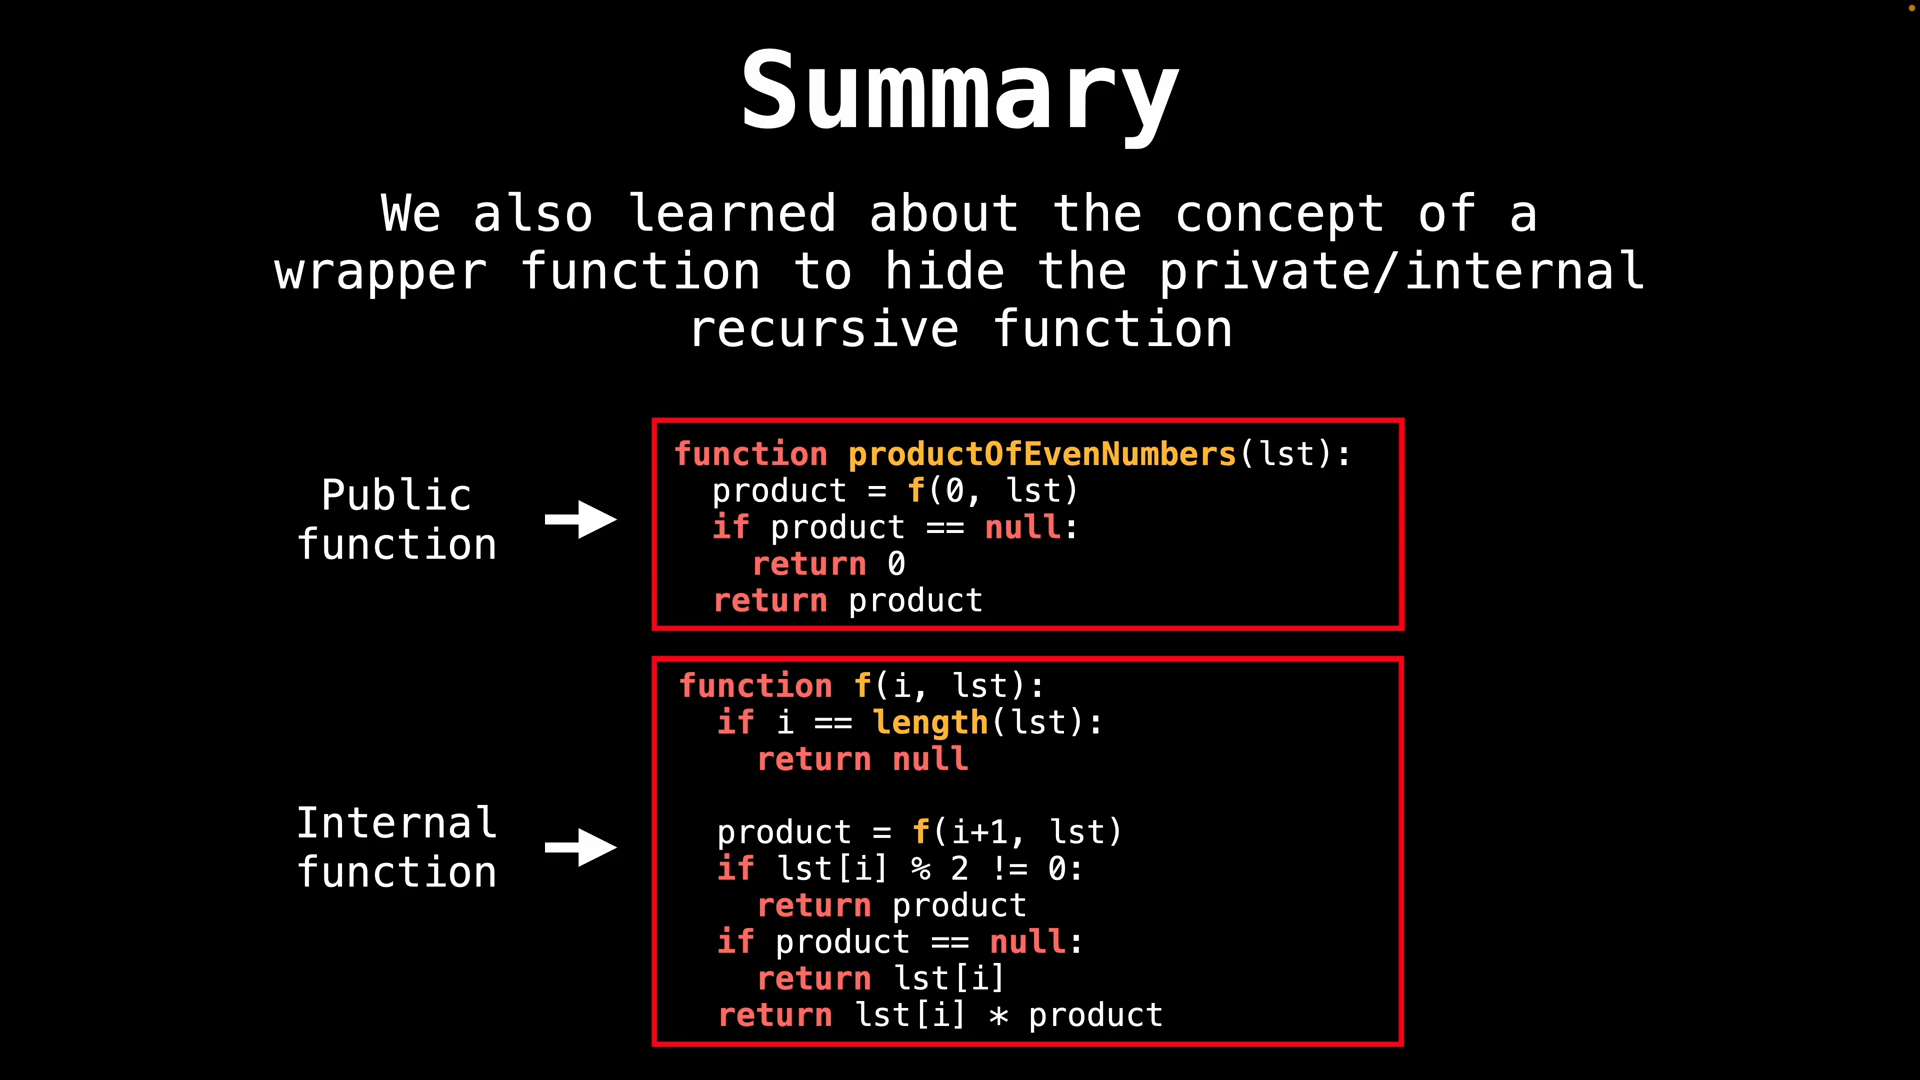 Summary
We also learned about the concept of a
wrapper function to hide the private/internal
recursive function
Public
function
function productOfEvenNumbers(lst):
  product = f(0, lst)
  if product == null:
    return 0
  return product
Internal
function
function f(i, lst):
  if i == length(lst):
    return null

  product = f(i+1, lst)
  if lst[i] % 2 != 0:
    return product
  if product == null:
    return lst[i]
  return lst[i] * product